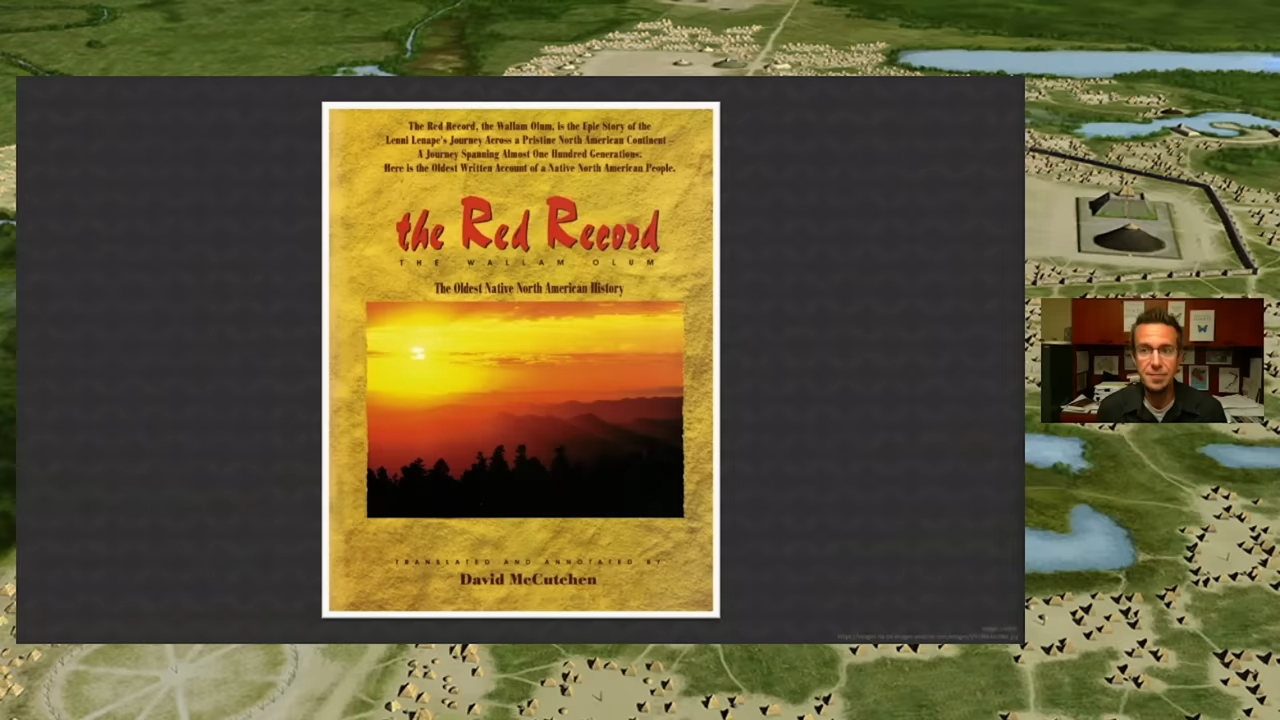 The Red Record, the Wallam Olum, is the Epic Story of the
Lenni Lenape's Journey Across a Pristine North American Continent –
A Journey Spanning Almost One Hundred Generations:
Here is the Oldest Written Account of a Native North American People.
the Red Record
THE WALLAM OLUM
The Oldest Native North American History
TRANSLATED AND ANNOTATED BY
David McCutchen